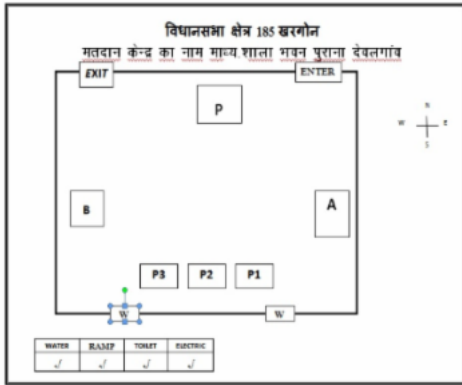 विधानसभा क्षेत्र 185 खरगोन
मतदान केन्द्र का नाम माध्य.शाला भवन पुराना देवलगांव
EXIT
ENTER
P
N
W E
S
B
A
P3 P2 P1
W W
WATER RAMP TOILET ELECTRIC
√ √ √ √